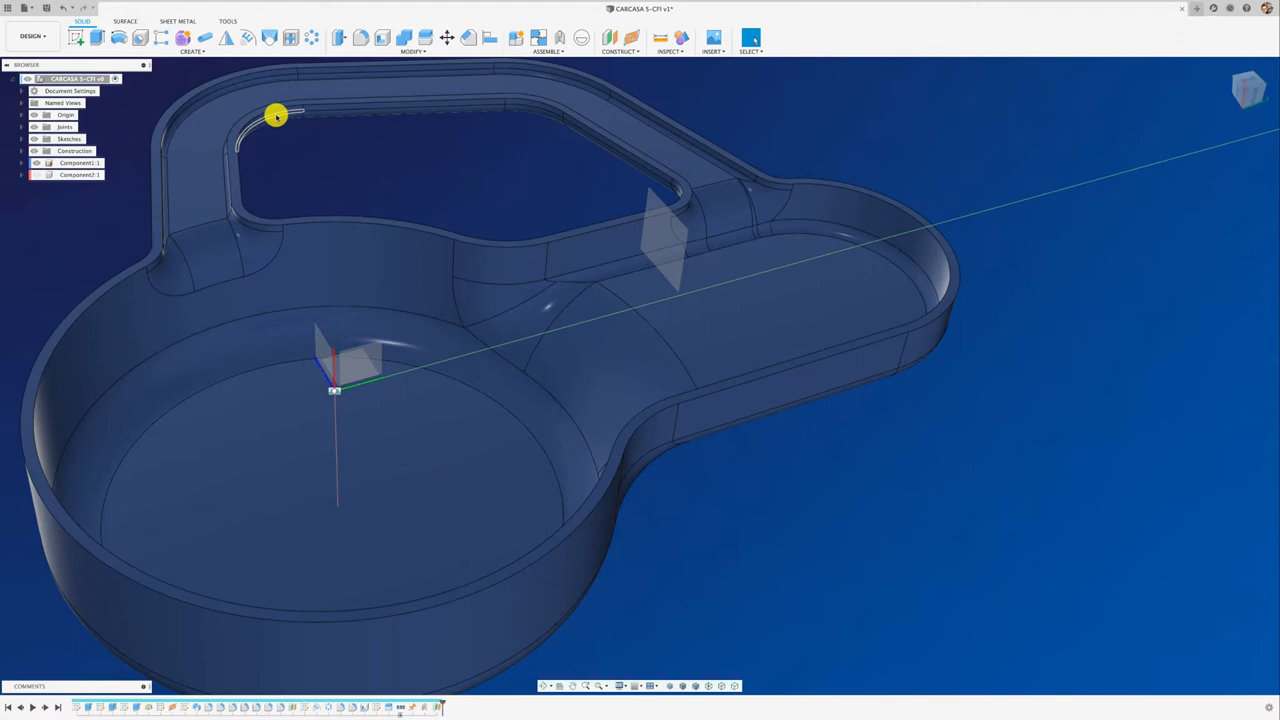 CARCASA S-CFI v1*
DESIGN
SOLID SURFACE SHEET METAL TOOLS
CREATE MODIFY ASSEMBLE CONSTRUCT INSPECT INSERT SELECT
BROWSER
CARCASA S-CFI v0
Document Settings
Named Views
Origin
Joints
Sketches
Construction
Component1:1
Component2:1
COMMENTS